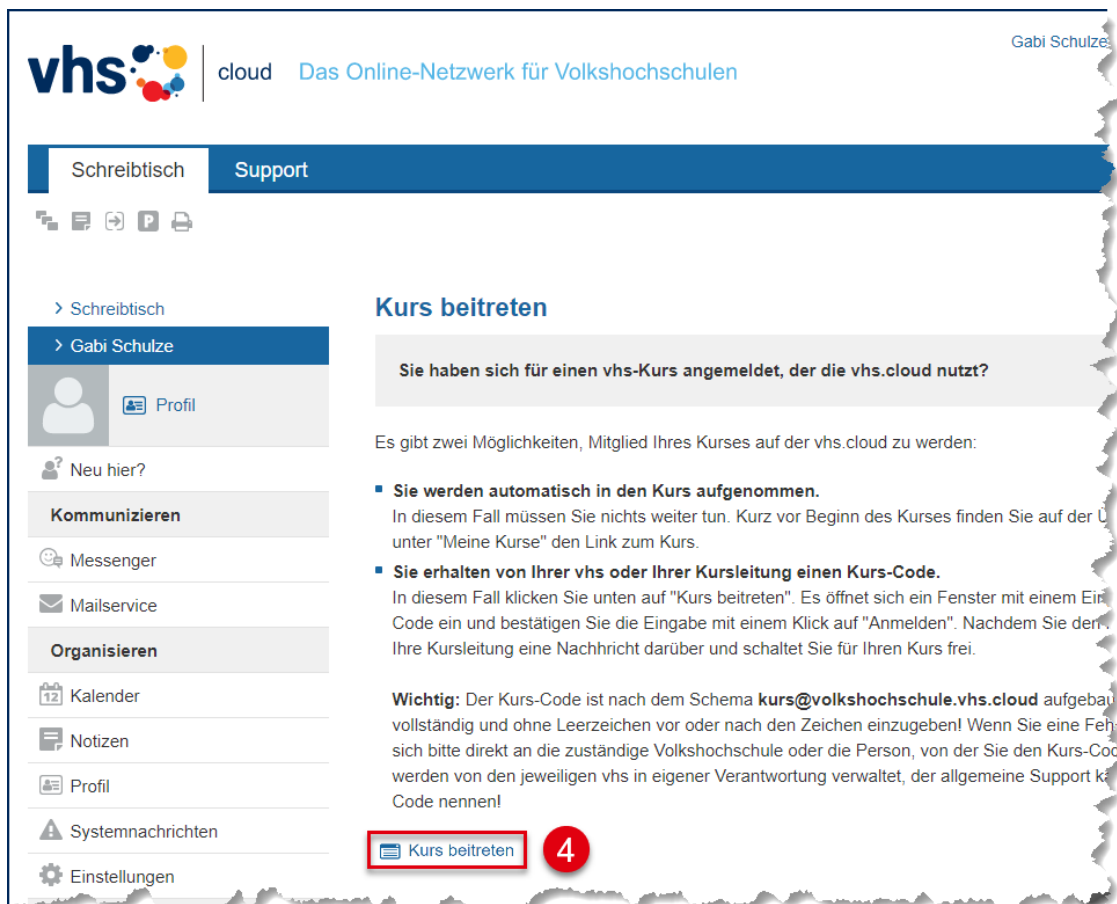 Gabi Schulze
vhs
cloud Das Online-Netzwerk für Volkshochschulen
Schreibtisch Support
P
Schreibtisch
Gabi Schulze
Profil
Neu hier?
Kommunizieren
Messenger
Mailservice
Organisieren
12 Kalender
Notizen
Profil
Systemnachrichten
Einstellungen
Kurs beitreten
Sie haben sich für einen vhs-Kurs angemeldet, der die vhs.cloud nutzt?
Es gibt zwei Möglichkeiten, Mitglied Ihres Kurses auf der vhs.cloud zu werden:
Sie werden automatisch in den Kurs aufgenommen.
In diesem Fall müssen Sie nichts weiter tun. Kurz vor Beginn des Kurses finden Sie auf der
unter "Meine Kurse" den Link zum Kurs.
Sie erhalten von Ihrer vhs oder Ihrer Kursleitung einen Kurs-Code.
In diesem Fall klicken Sie unten auf "Kurs beitreten". Es öffnet sich ein Fenster mit einem
Code ein und bestätigen Sie die Eingabe mit einem Klick auf "Anmelden". Nachdem Sie den
Ihre Kursleitung eine Nachhricht darüber und schaltet Sie für Ihren Kurs frei.
Wichtig: Der Kurs-Code ist nach dem Schema kurs@volkshochschule.vhs.cloud aufgebau
vollständig und ohne Leerzeichen vor oder nach den Zeichen einzugeben! Wenn Sie eine Feh
sich bitte direkt an die zuständige Volkshochschule oder die Person, von der Sie den Kurs-Coc
werden von den jeweiligen vhs in eigener Verantwortung verwaltet, der allgemeine Support
Code nennen!
Kurs beitreten 4